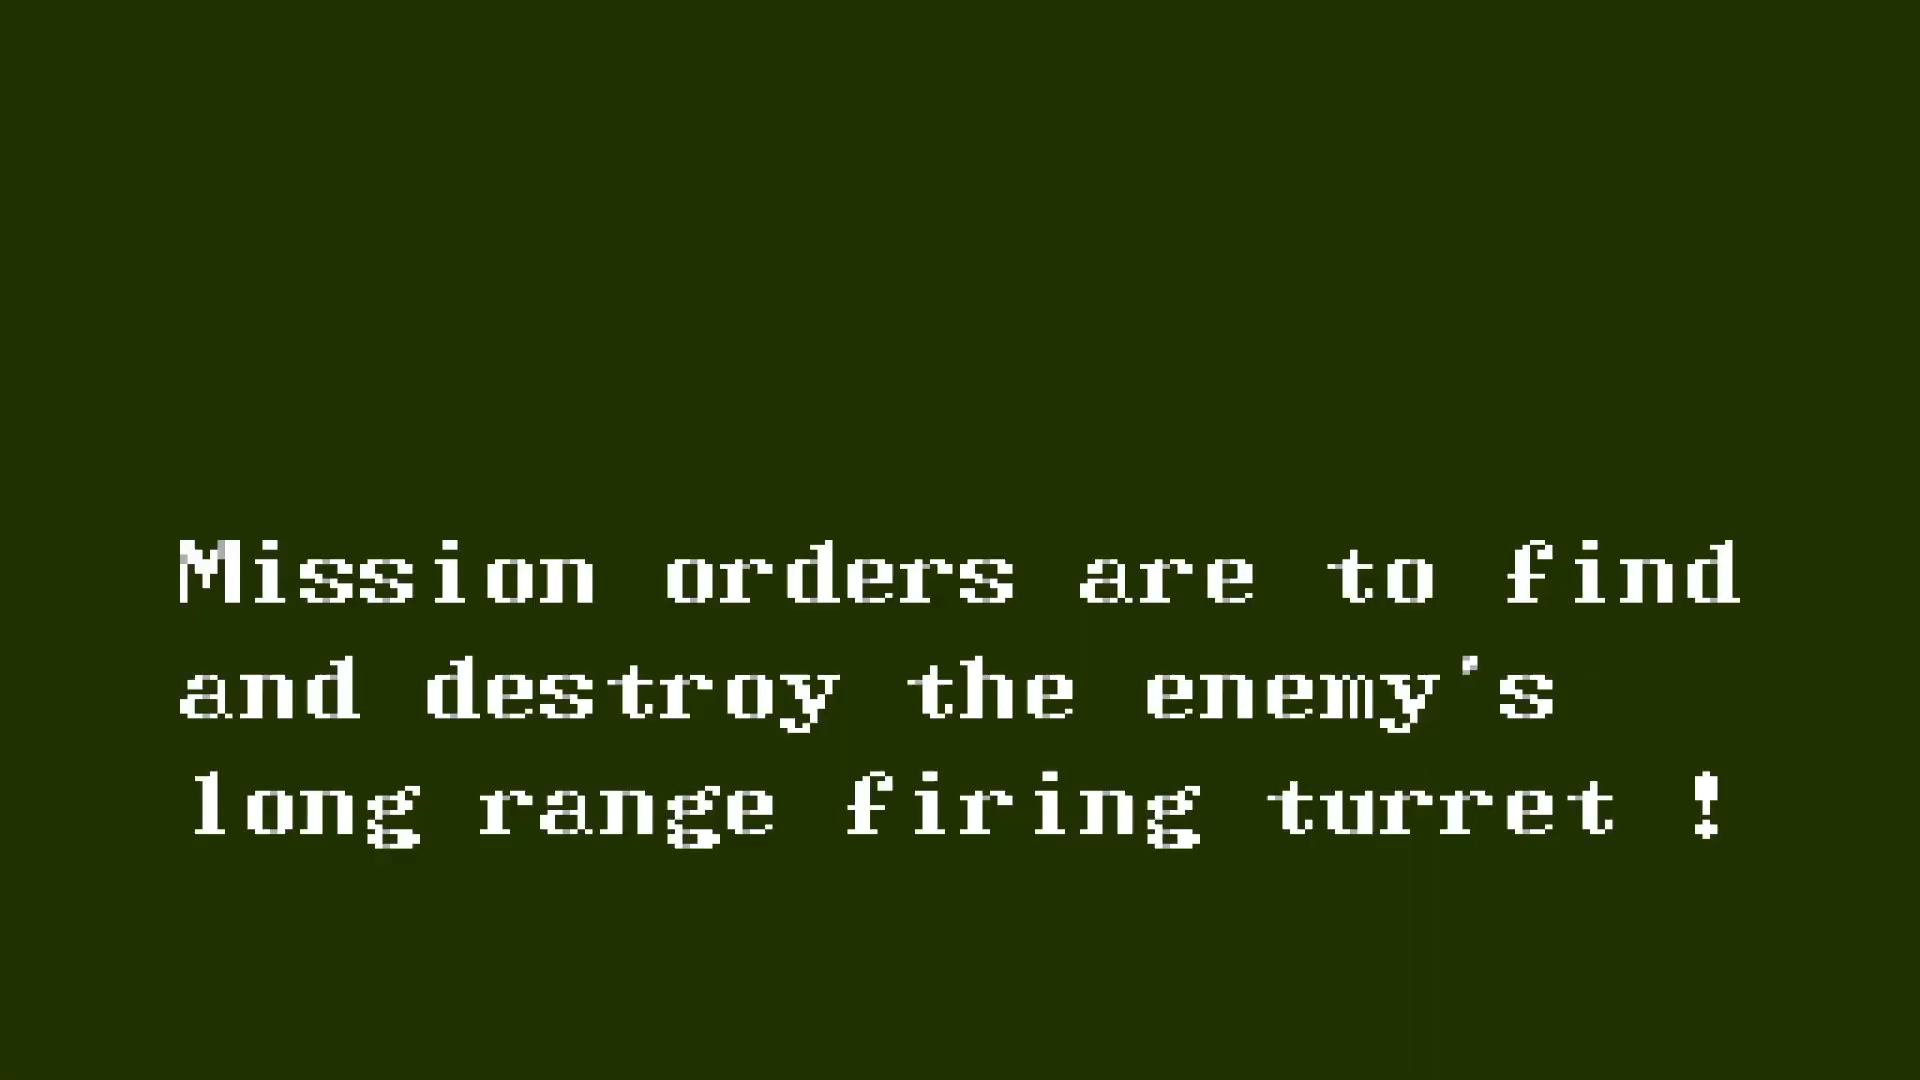 Mission orders are to find
and destroy the enemy's
long range firing turret !